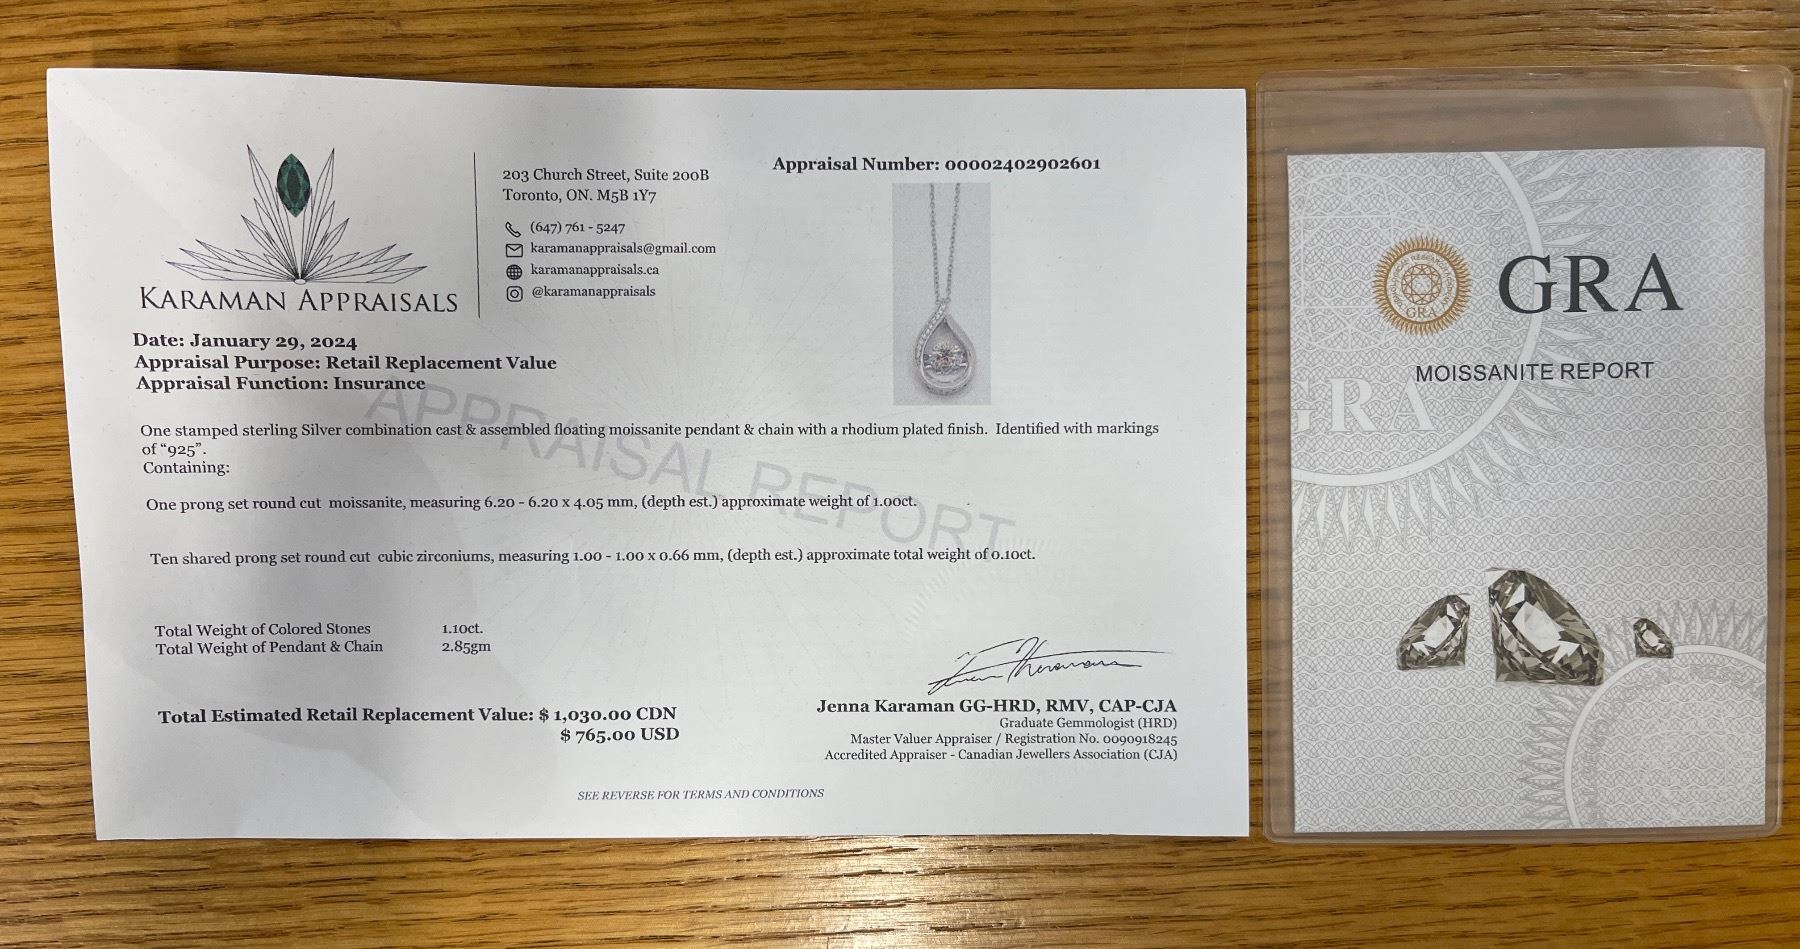 KARAMAN APPRAISALS
203 Church Street, Suite 200B
Toronto, ON. M5B 1Y7
(647) 761 - 5247
karamanappraisals@gmail.com
karamanappraisals.ca
@karamanappraisals
Appraisal Number: 00002402902601
Date: January 29, 2024
Appraisal Purpose: Retail Replacement Value
Appraisal Function: Insurance
APPRAISAL REPORT
One stamped sterling Silver combination cast & assembled floating moissanite pendant & chain with a rhodium plated finish. Identified with markings
of "925".
Containing:
One prong set round cut moissanite, measuring 6.20 - 6.20 x 4.05 mm, (depth est.) approximate weight of 1.00ct.
Ten shared prong set round cut cubic zirconiums, measuring 1.00 - 1.00 x 0.66 mm, (depth est.) approximate total weight of 0.10ct.
Total Weight of Colored Stones 1.10ct.
Total Weight of Pendant & Chain 2.85gm
Total Estimated Retail Replacement Value: $ 1,030.00 CDN
$ 765.00 USD
Jenna Karaman GG-HRD, RMV, CAP-CJA
Graduate Gemmologist (HRD)
Master Valuer Appraiser / Registration No. 0090918245
Accredited Appraiser - Canadian Jewellers Association (CJA)
SEE REVERSE FOR TERMS AND CONDITIONS
GRA
GRA
MOISSANITE REPORT
GRA